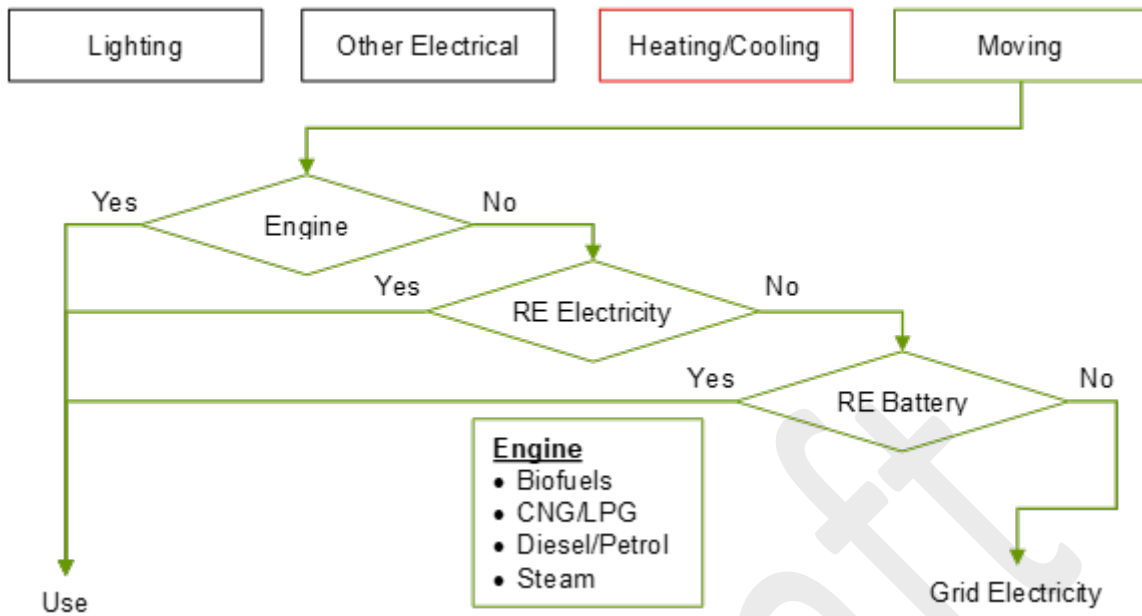 Lighting
Other Electrical
Heating/Cooling
Moving
Yes
No
Engine
Yes
No
RE Electricity
Yes
No
RE Battery
Engine
• Biofuels
• CNG/LPG
• Diesel/Petrol
• Steam
Use
Grid Electricity